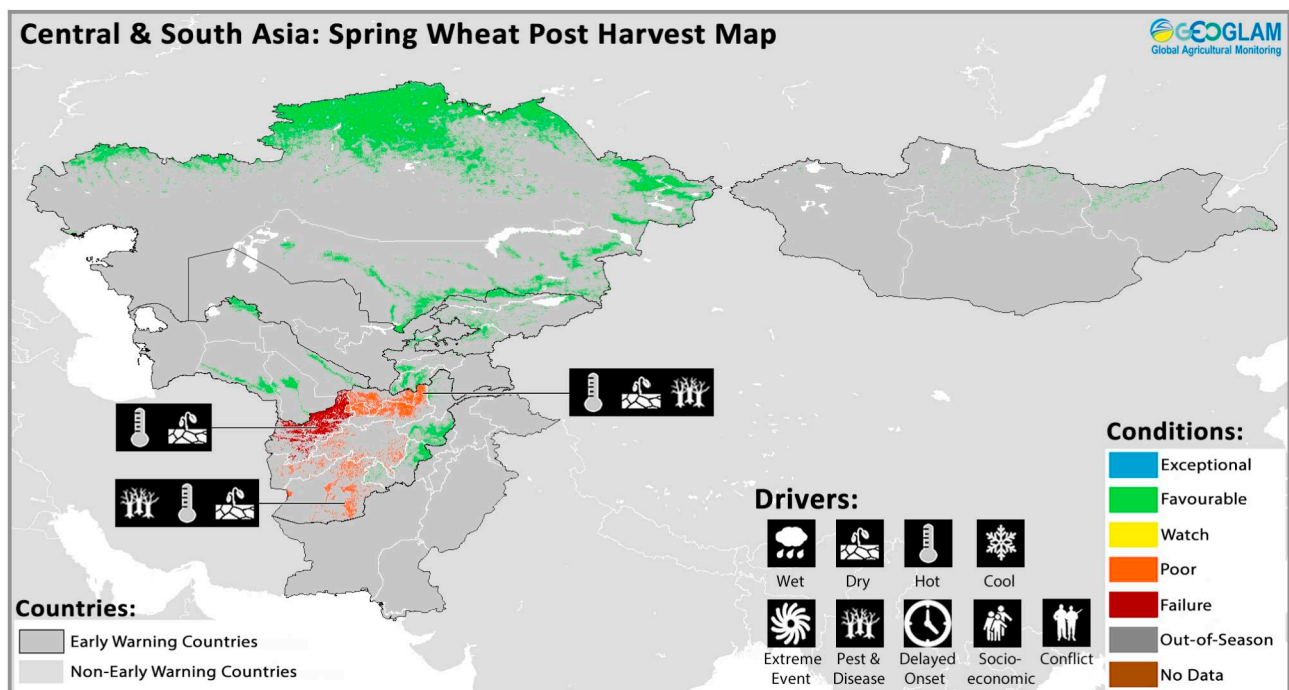 Central & South Asia: Spring Wheat Post Harvest Map
GEOGLAM
Global Agricultural Monitoring
Countries:
Early Warning Countries
Non-Early Warning Countries
Drivers:
Wet
Dry
Hot
Cool
Extreme
Event
Pest &
Disease
Delayed
Onset
Socio-
economic
Conflict
Conditions:
Exceptional
Favourable
Watch
Poor
Failure
Out-of-Season
No Data